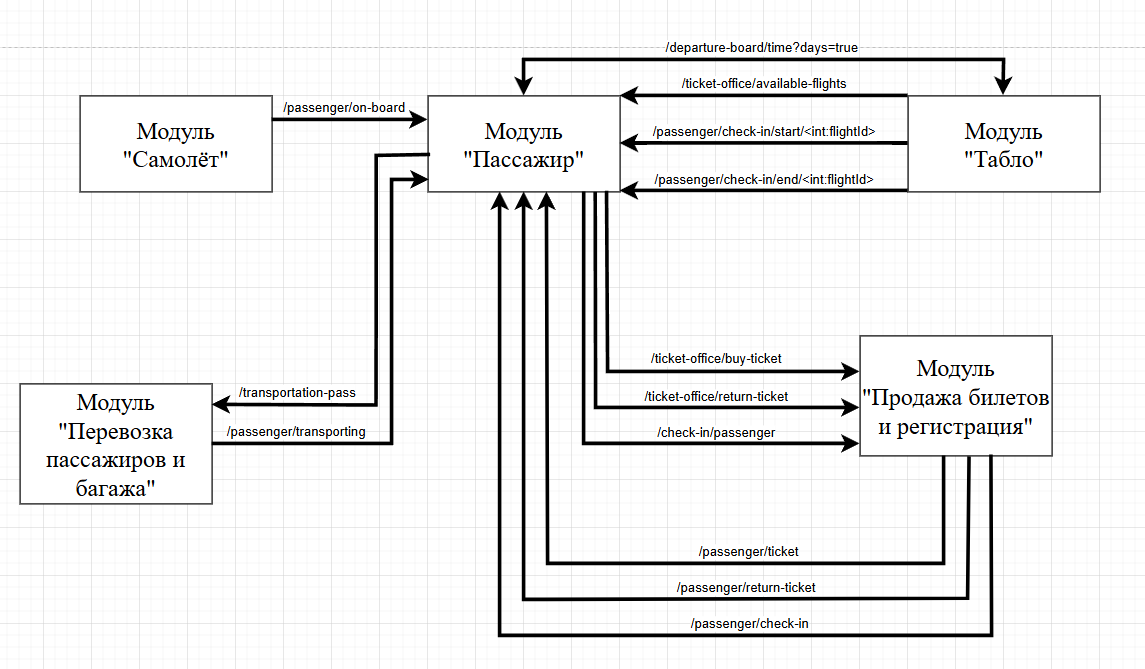 /departure-board/time?days=true
/ticket-office/available-flights
/passenger/on-board
Модуль
"Самолёт"
Модуль
"Пассажир"
/passenger/check-in/start/<int:flightId>
Модуль
"Табло"
/passenger/check-in/end/<int:flightId>
/ticket-office/buy-ticket
/ticket-office/return-ticket
/check-in/passenger
Модуль
"Продажа билетов
и регистрация"
/transportation-pass
/passenger/transporting
Модуль
"Перевозка
пассажиров и
багажа"
/passenger/ticket
/passenger/return-ticket
/passenger/check-in